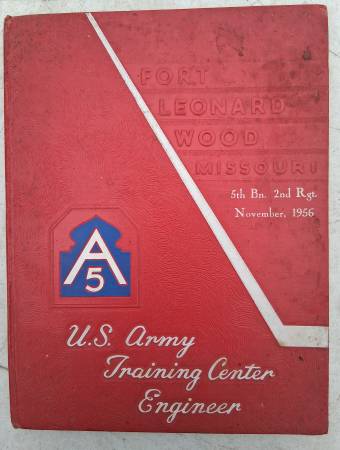 FORT
LEONARD
WOOD
MISSOURI
5th Bn. 2nd Rgt.
November, 1956
A
5
U.S. Army
Training Center
Engineer